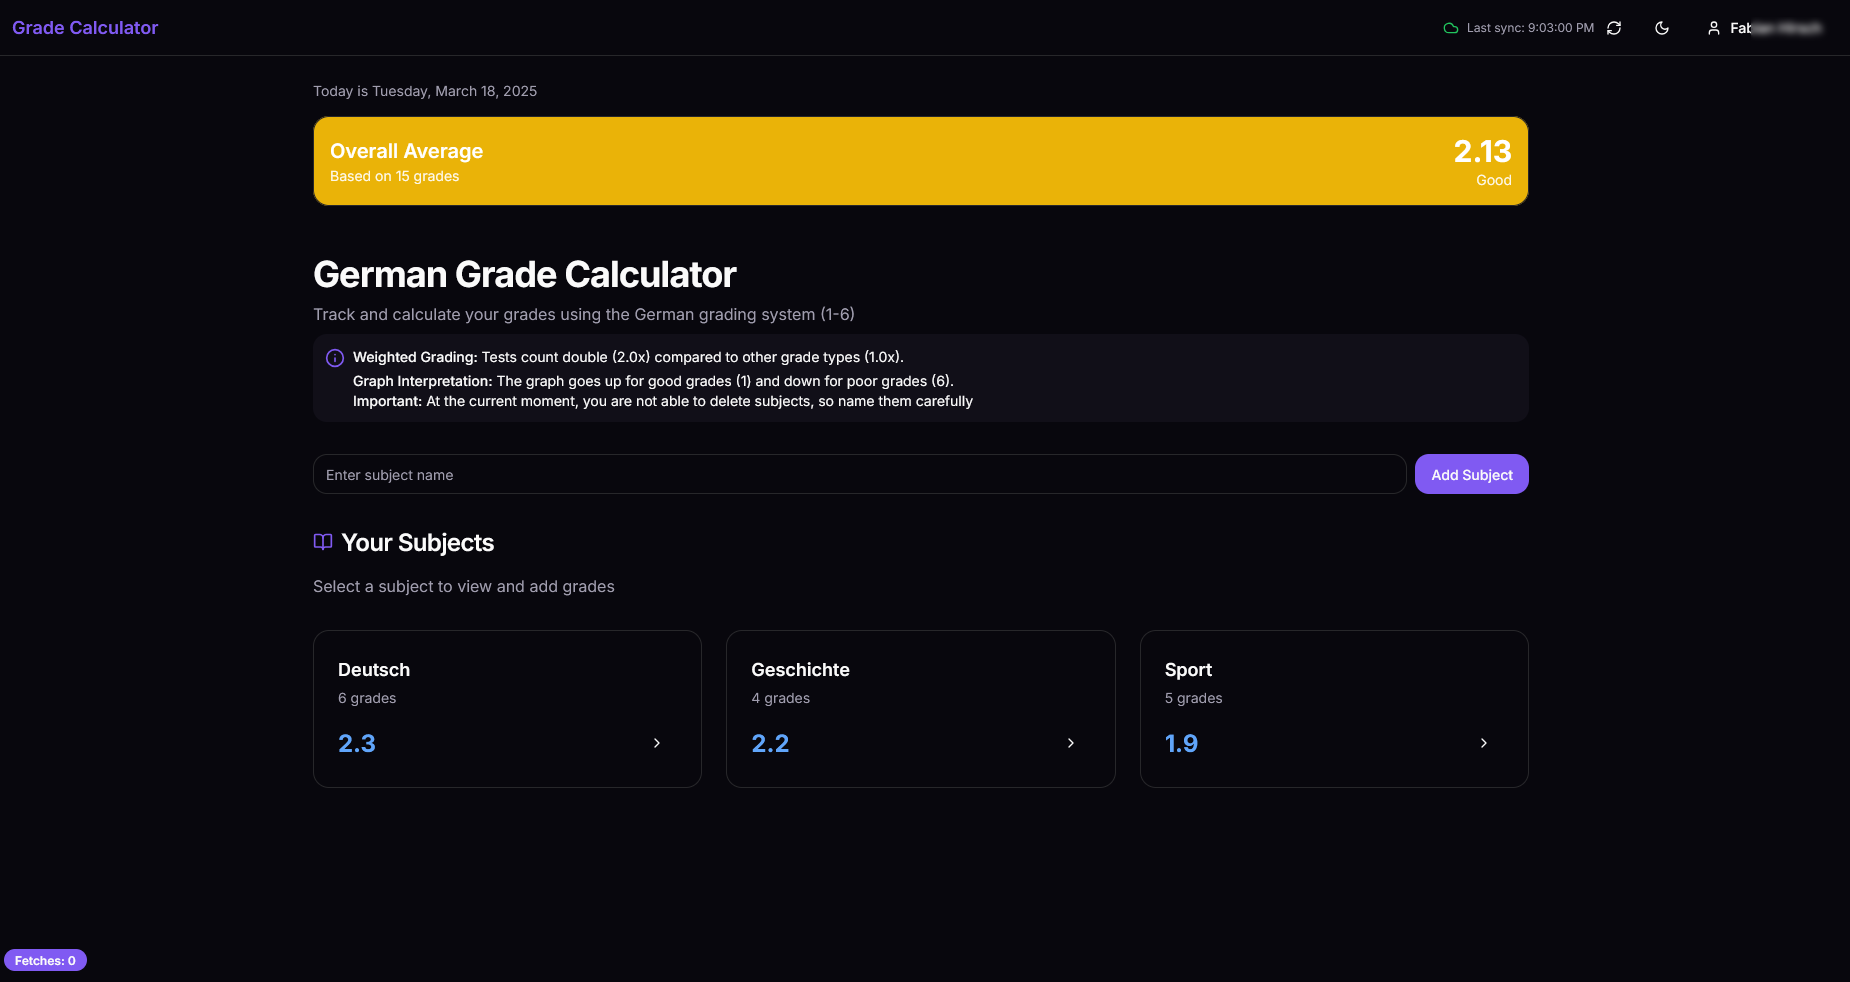 Grade Calculator
Last sync: 9:03:00 PM
Today is Tuesday, March 18, 2025
Overall Average
2.13
Based on 15 grades
Good
German Grade Calculator
Track and calculate your grades using the German grading system (1-6)
Weighted Grading: Tests count double (2.0x) compared to other grade types (1.0x).
Graph Interpretation: The graph goes up for good grades (1) and down for poor grades (6).
Important: At the current moment, you are not able to delete subjects, so name them carefully
Enter subject name
Add Subject
Your Subjects
Select a subject to view and add grades
Deutsch
6 grades
2.3
Geschichte
4 grades
2.2
Sport
5 grades
1.9
Fetches: 0